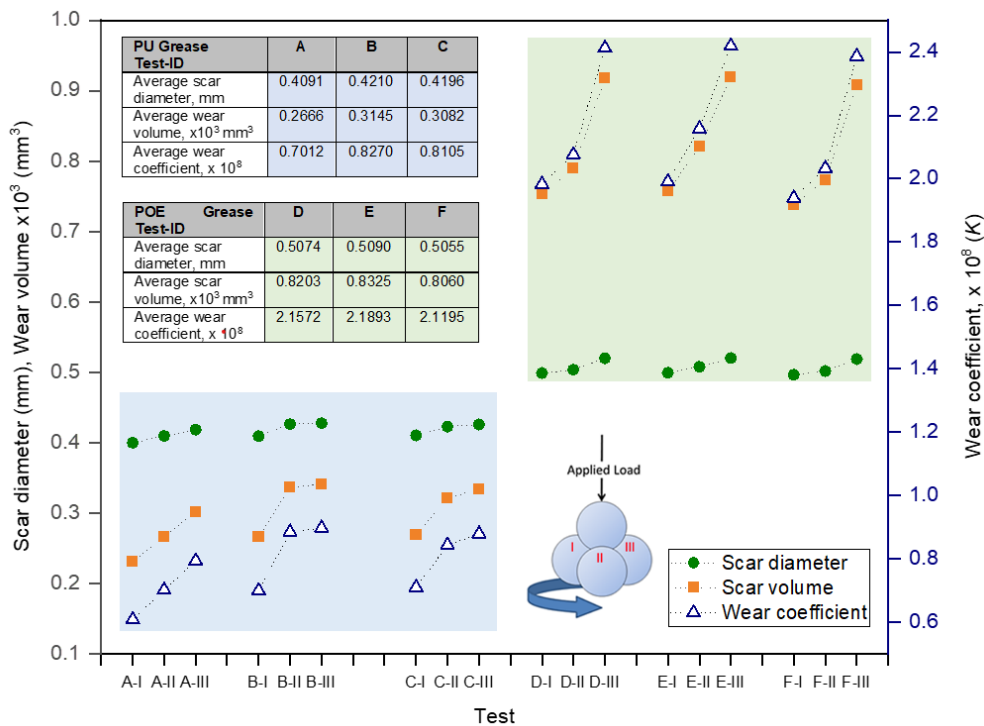 1.0
0.9
0.8
0.7
0.6
0.5
0.4
0.3
0.2
0.1
Scar diameter (mm), Wear volume x10³ (mm³)
PU Grease Test-ID A B C
Average scar diameter, mm 0.4091 0.4210 0.4196
Average wear volume, x10³ mm³ 0.2666 0.3145 0.3082
Average wear coefficient, x 10⁸ 0.7012 0.8270 0.8105
POE Grease Test-ID D E F
Average scar diameter, mm 0.5074 0.5090 0.5055
Average scar volume, x10³ mm³ 0.8203 0.8325 0.8060
Average wear coefficient, x 10⁸ 2.1572 2.1893 2.1195
2.4
2.2
2.0
1.8
1.6
1.4
1.2
1.0
0.8
0.6
Wear coefficient, x 10⁸ (K)
Applied Load
I II III
Scar diameter
Scar volume
Wear coefficient
A-I A-II A-III B-I B-II B-III C-I C-II C-III D-I D-II D-III E-I E-II E-III F-I F-II F-III
Test